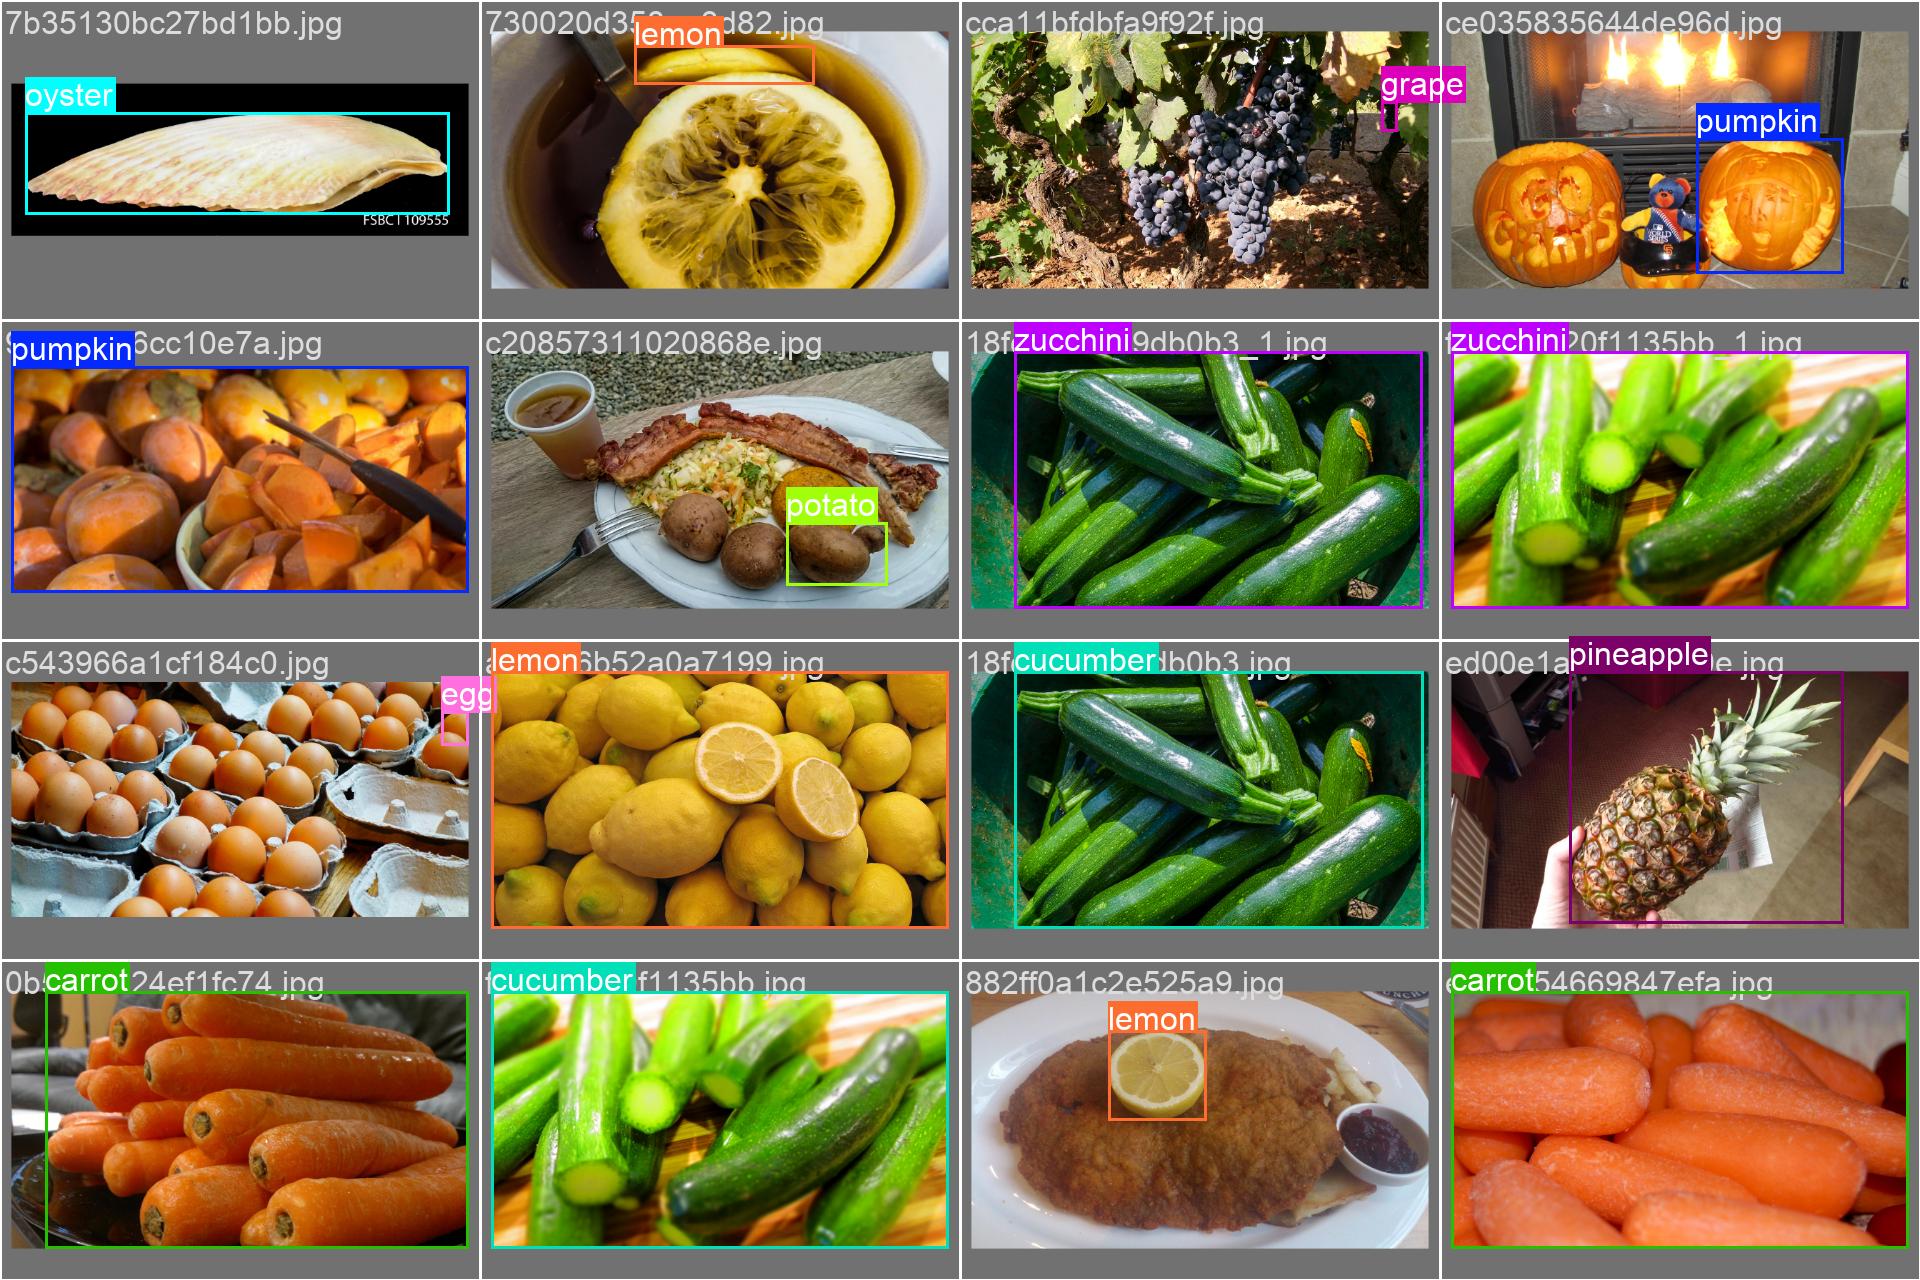 7b35130bc27bd1bb.jpg
oyster
FSBC I 109555
730020d35 d82.jpg
lemon
cca11bfdbfa9f92f.jpg
grape
ce035835644de96d.jpg
pumpkin
WORLD
SERIES
pumpkin
6cc10e7a.jpg
c20857311020868e.jpg
potato
18f 9db0b3_1.jpg
zucchini
zucchini
20f1135bb_1.jpg
c543966a1cf184c0.jpg
egg
lemon
6b52a0a7199.jpg
18f db0b3.jpg
cucumber
ed00e1a e.jpg
pineapple
0b 24ef1fc74.jpg
carrot
cucumber
f1135bb.jpg
882ff0a1c2e525a9.jpg
lemon
carrot
54669847efa.jpg